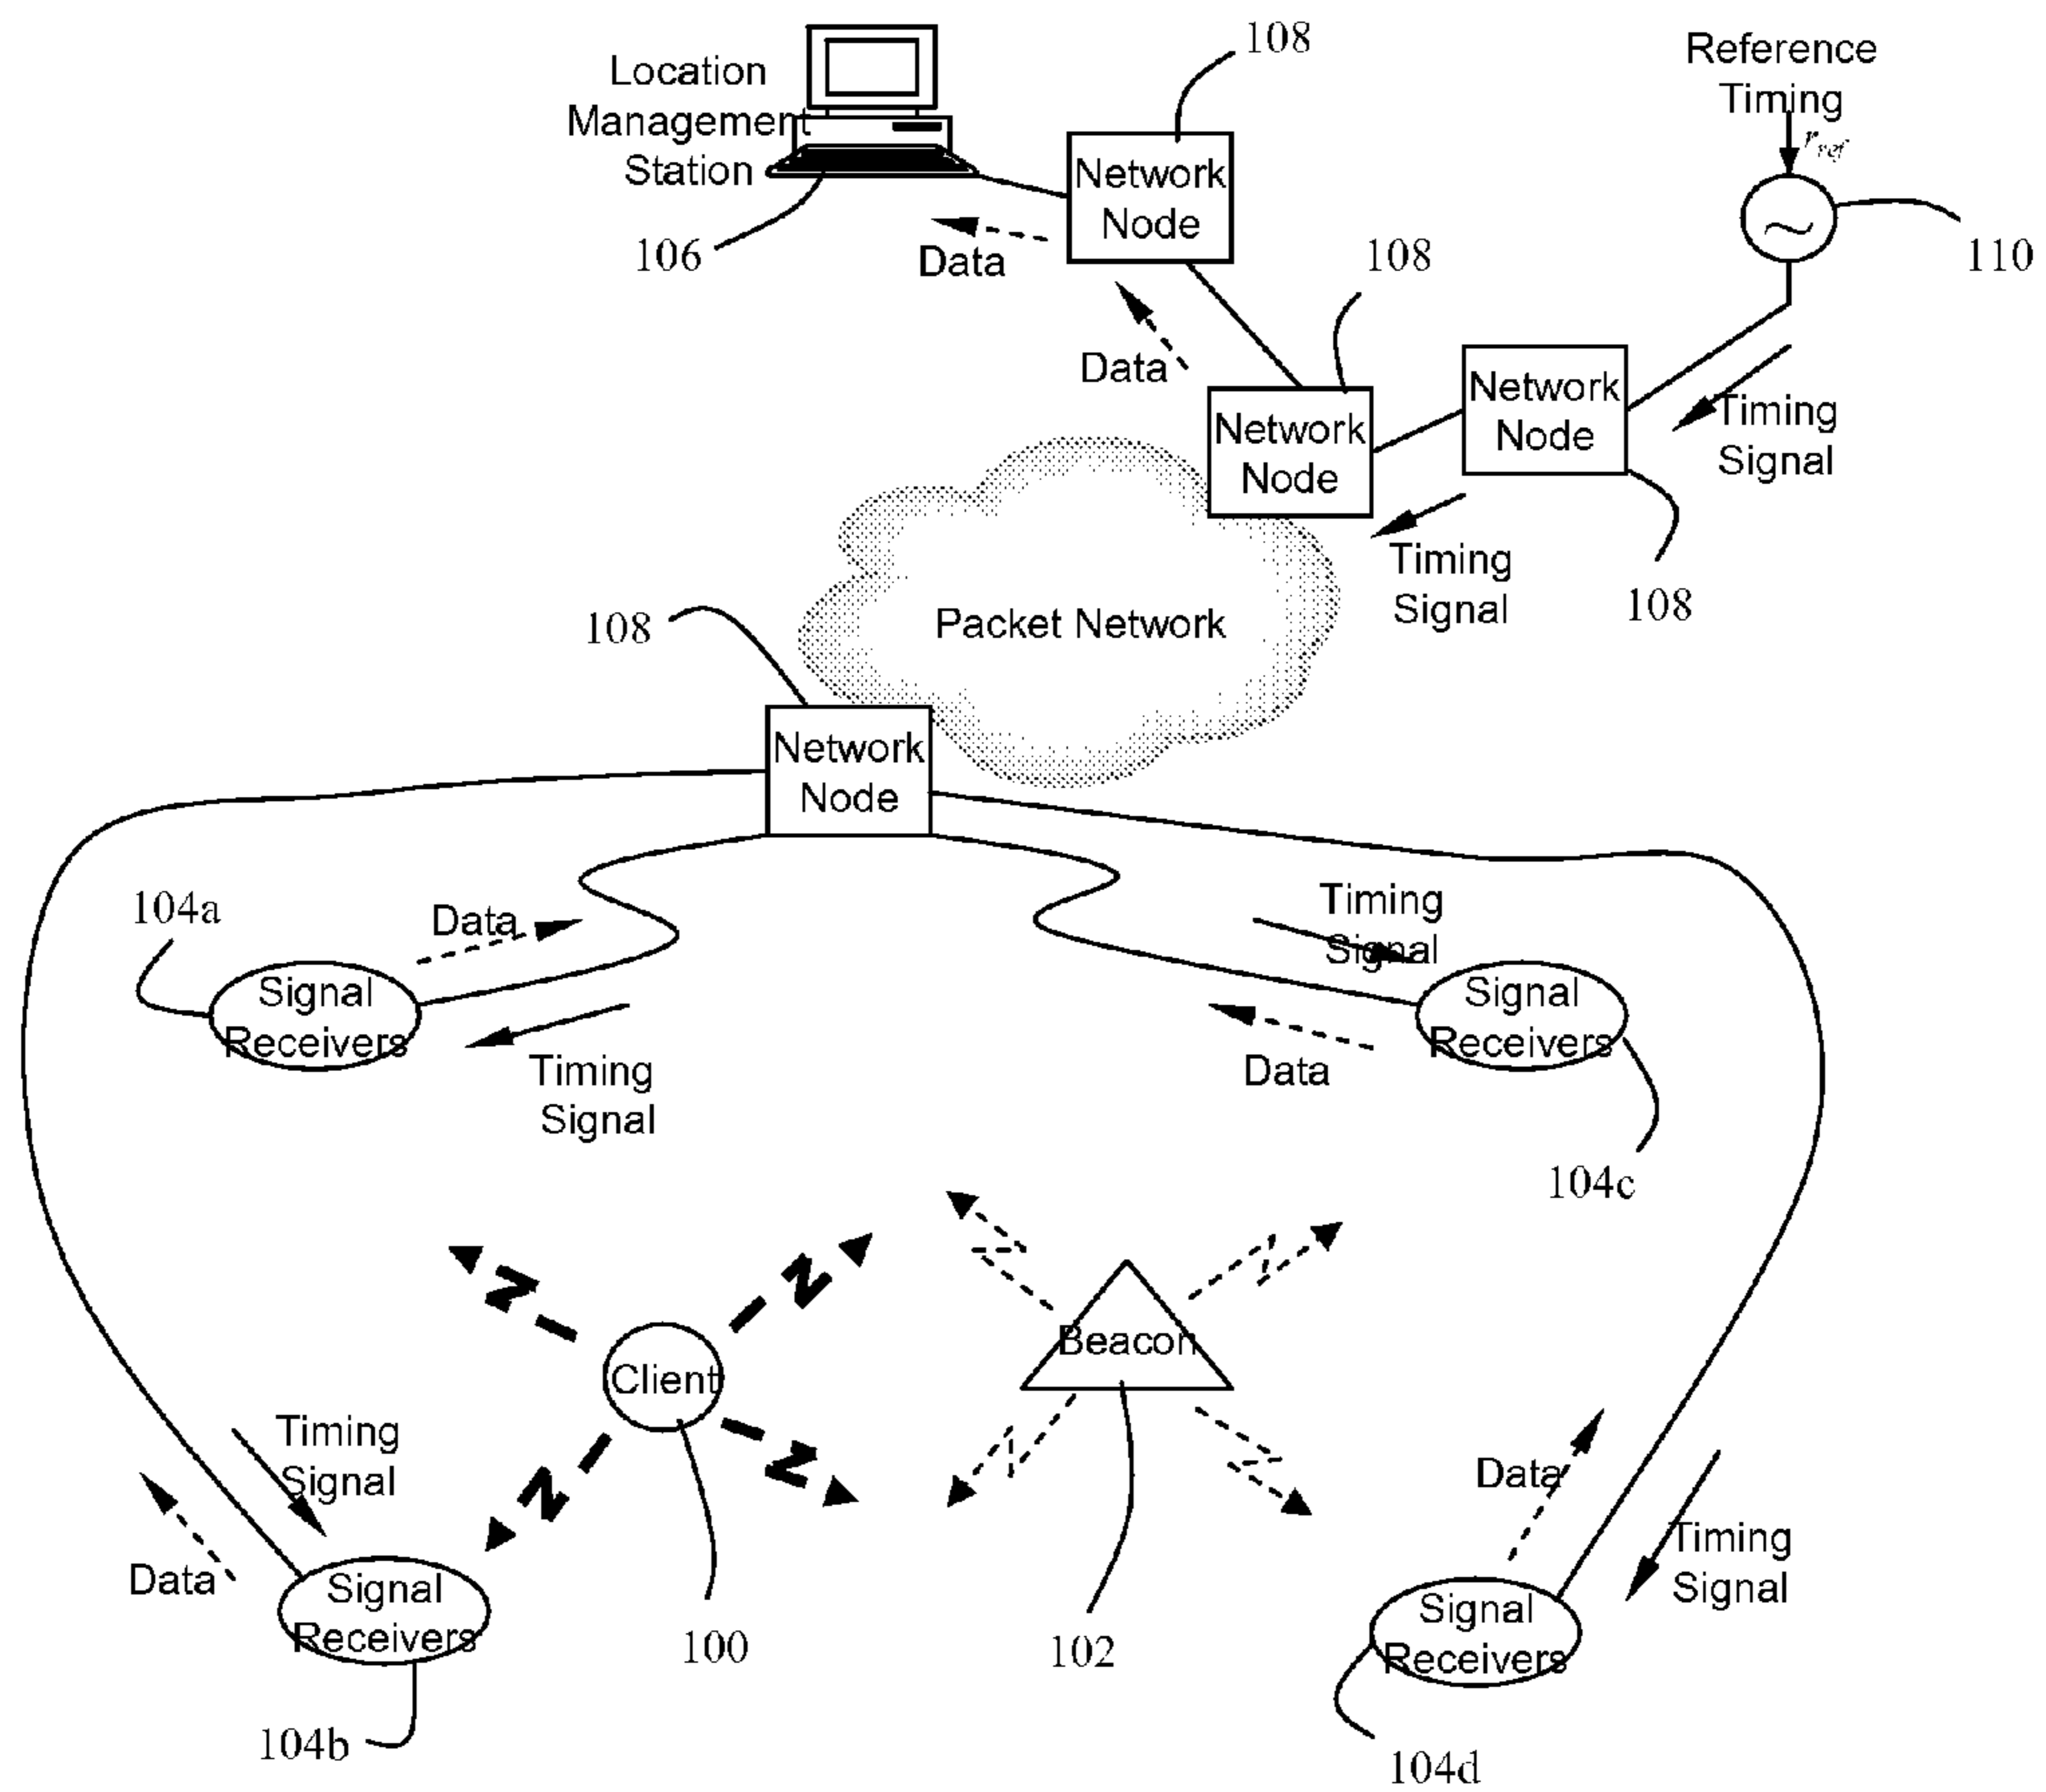 108
Reference
Timing
r_ref
Location
Management
Station
Network
Node
106
Data
108
110
Data
Network
Node
Network
Node
Timing
Signal
Timing
Signal
108
108
Packet Network
Network
Node
104a
Data
Timing
Signal
Signal
Receivers
Signal
Receivers
Timing
Signal
Data
104c
Client
Beacon
Timing
Signal
Data
Data
Timing
Signal
Signal
Receivers
Signal
Receivers
100
102
104b
104d